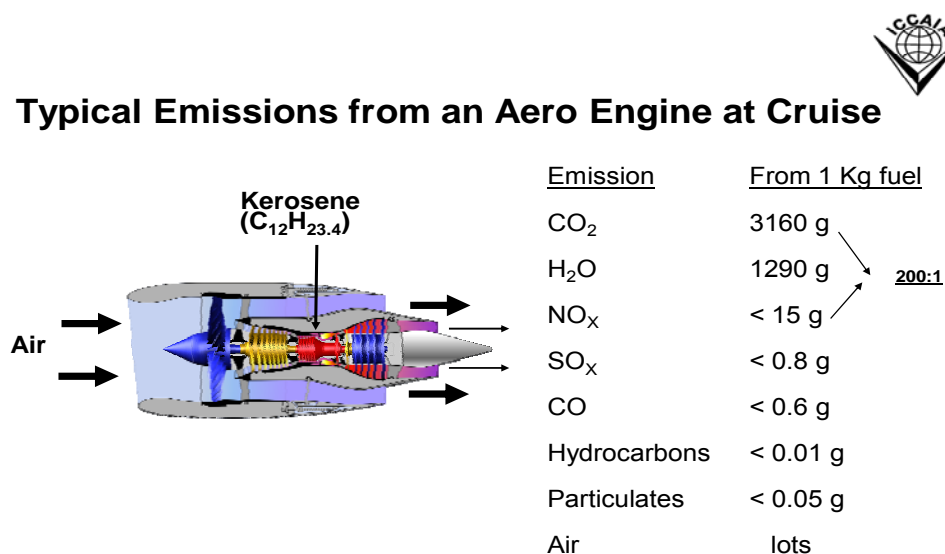 ICCAIA
Typical Emissions from an Aero Engine at Cruise
Emission From 1 Kg fuel
Kerosene
(C₁₂H₂₃.₄)
CO₂ 3160 g
H₂O 1290 g
200:1
NOₓ < 15 g
Air
SOₓ < 0.8 g
CO < 0.6 g
Hydrocarbons < 0.01 g
Particulates < 0.05 g
Air lots